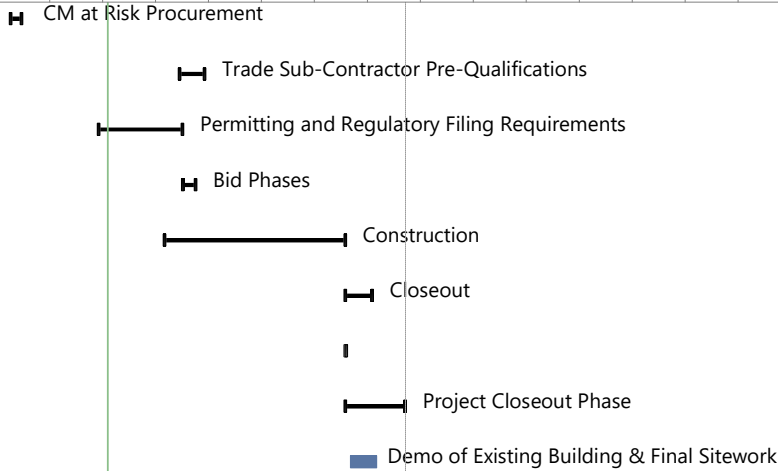 CM at Risk Procurement
Trade Sub-Contractor Pre-Qualifications
Permitting and Regulatory Filing Requirements
Bid Phases
Construction
Closeout
Project Closeout Phase
Demo of Existing Building & Final Sitework